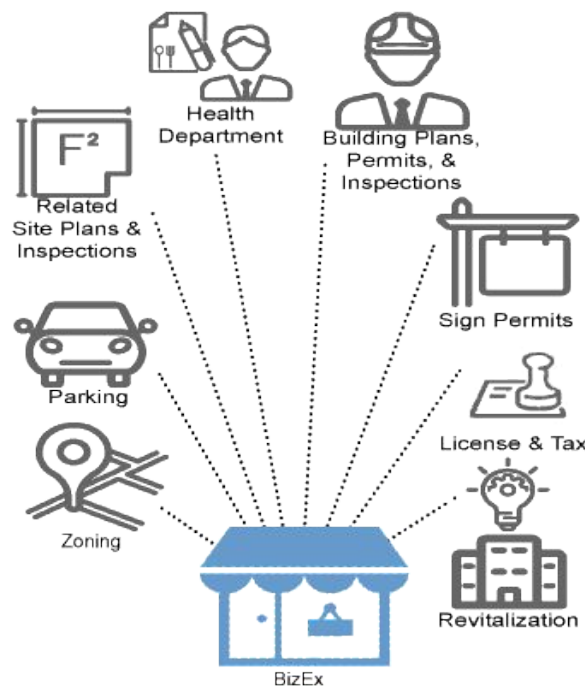 Health
Department
Building Plans,
Permits, &
Inspections
F²
Related
Site Plans &
Inspections
Sign Permits
Parking
License & Tax
Zoning
Revitalization
BizEx